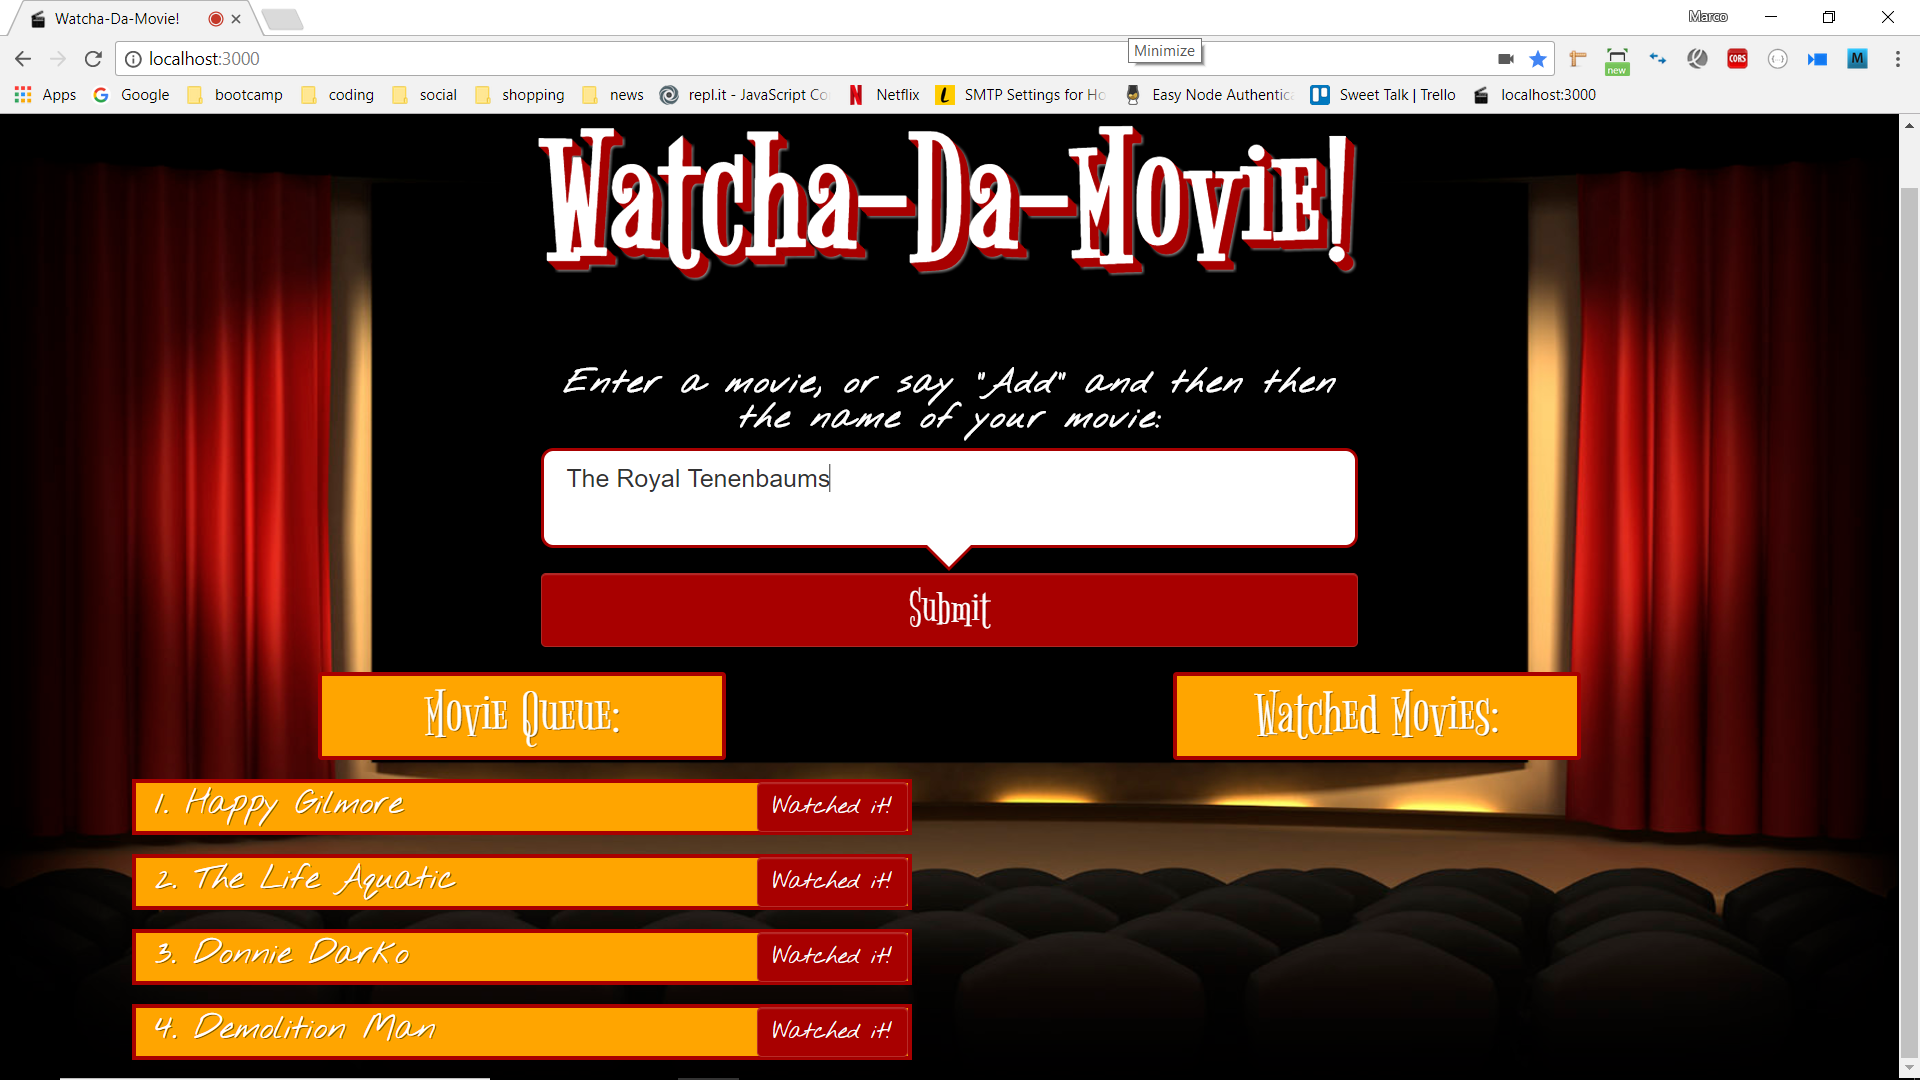 Watcha-Da-Movie!
Marco
localhost:3000
Minimize
new
CORS
M
Apps Google bootcamp coding social shopping news repl.it - JavaScript Co Netflix SMTP Settings for Ho Easy Node Authentica Sweet Talk | Trello localhost:3000
Watcha-Da-Movie!
Enter a movie, or say "Add" and then then
the name of your movie:
The Royal Tenenbaums
Submit
Movie Queue:
Watched Movies:
1. Happy Gilmore Watched it!
2. The Life Aquatic Watched it!
3. Donnie Darko Watched it!
4. Demolition Man Watched it!